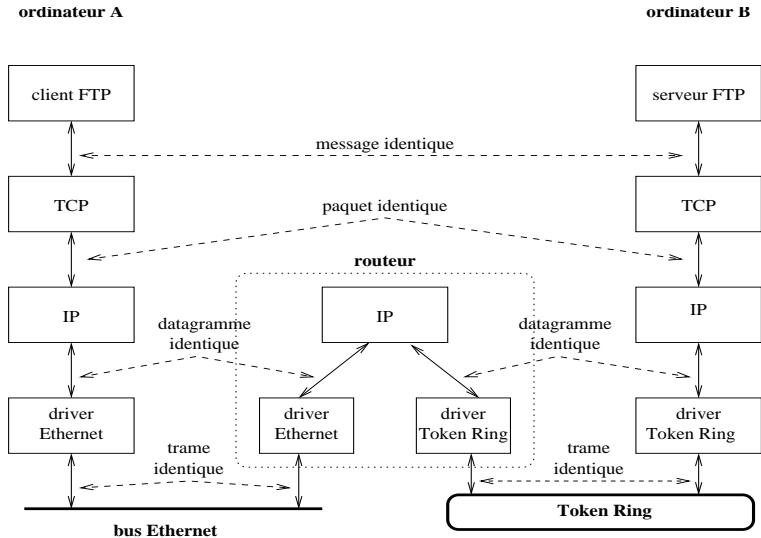 ordinateur A
ordinateur B
client FTP
serveur FTP
message identique
TCP
TCP
paquet identique
routeur
IP
IP
IP
datagramme
identique
datagramme
identique
driver
Ethernet
driver
Ethernet
driver
Token Ring
driver
Token Ring
trame
identique
trame
identique
bus Ethernet
Token Ring